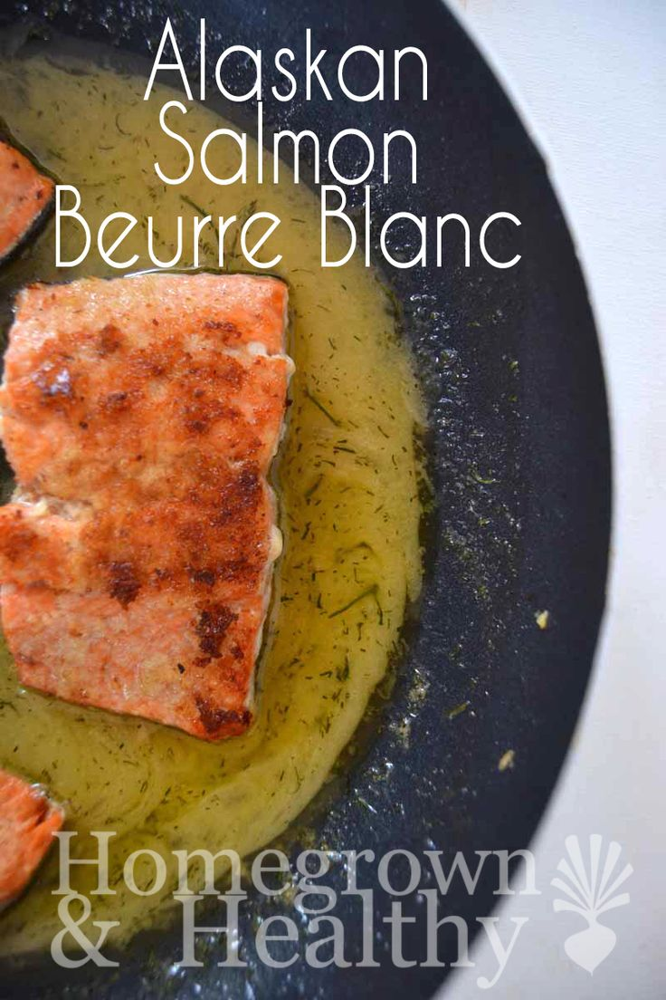 Alaskan
Salmon
Beurre Blanc
Homegrown
& Healthy